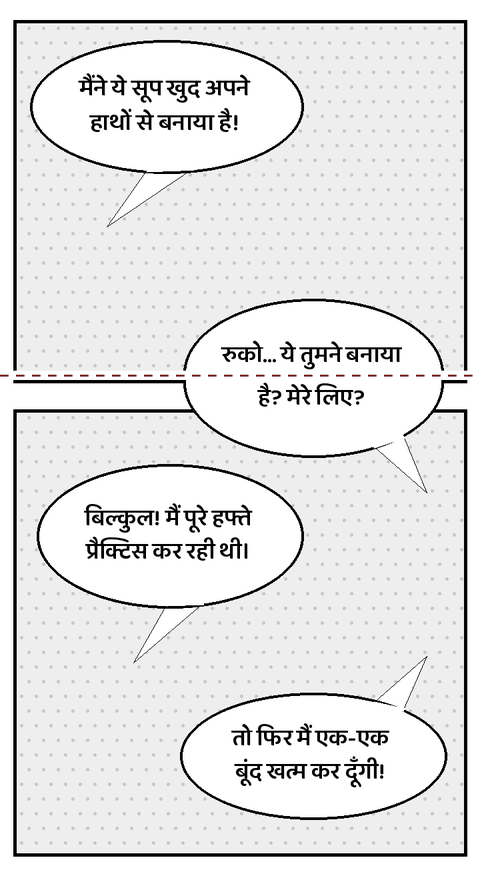 मैंने ये सूप खुद अपने
हाथों से बनाया है!
रुको... ये तुमने बनाया
है? मेरे लिए?
बिल्कुल! मैं पूरे हफ्ते
प्रैक्टिस कर रही थी।
तो फिर मैं एक-एक
बूंद खत्म कर दूँगी!